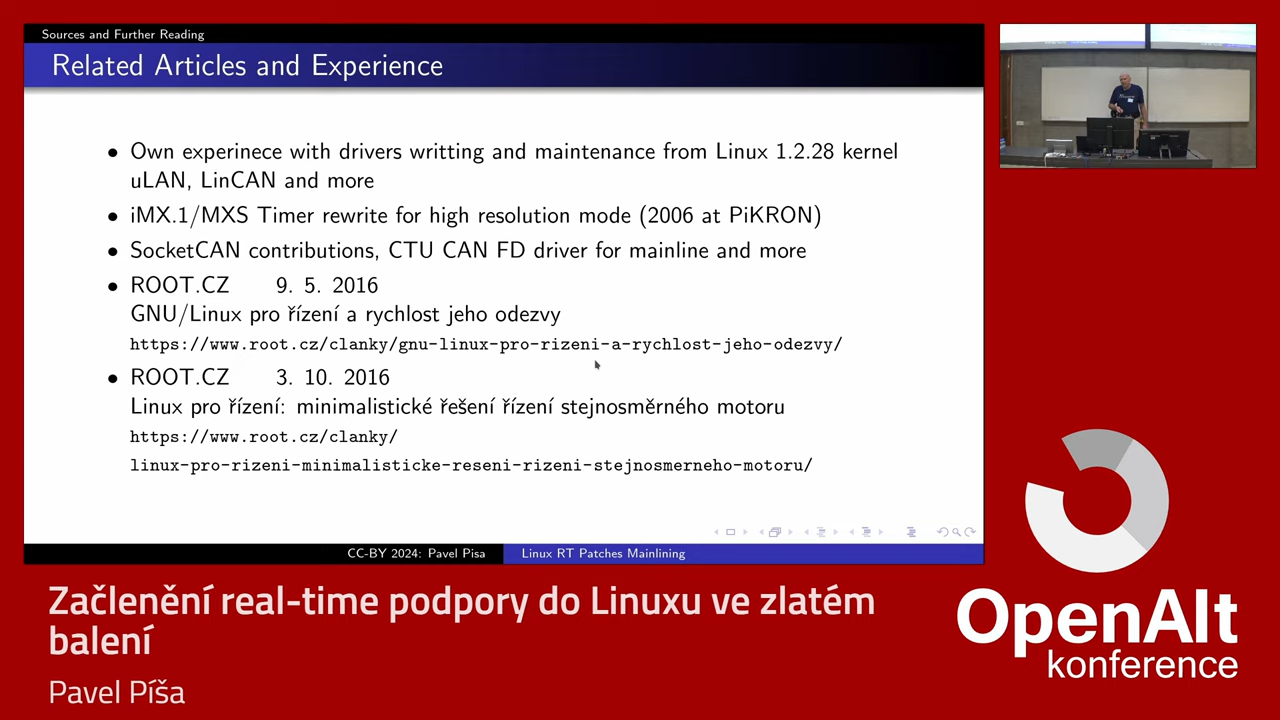 Sources and Further Reading
Related Articles and Experience
• Own experinece with drivers writting and maintenance from Linux 1.2.28 kernel
uLAN, LinCAN and more
• iMX.1/MXS Timer rewrite for high resolution mode (2006 at PiKRON)
• SocketCAN contributions, CTU CAN FD driver for mainline and more
• ROOT.CZ 9. 5. 2016
GNU/Linux pro řízení a rychlost jeho odezvy
https://www.root.cz/clanky/gnu-linux-pro-rizeni-a-rychlost-jeho-odezvy/
• ROOT.CZ 3. 10. 2016
Linux pro řízení: minimalistické řešení řízení stejnosměrného motoru
https://www.root.cz/clanky/
linux-pro-rizeni-minimalisticke-reseni-rizeni-stejnosmerneho-motoru/
CC-BY 2024: Pavel Pisa Linux RT Patches Mainlining
Začlenění real-time podpory do Linuxu ve zlatém
balení
Pavel Píša
OpenAlt
konference